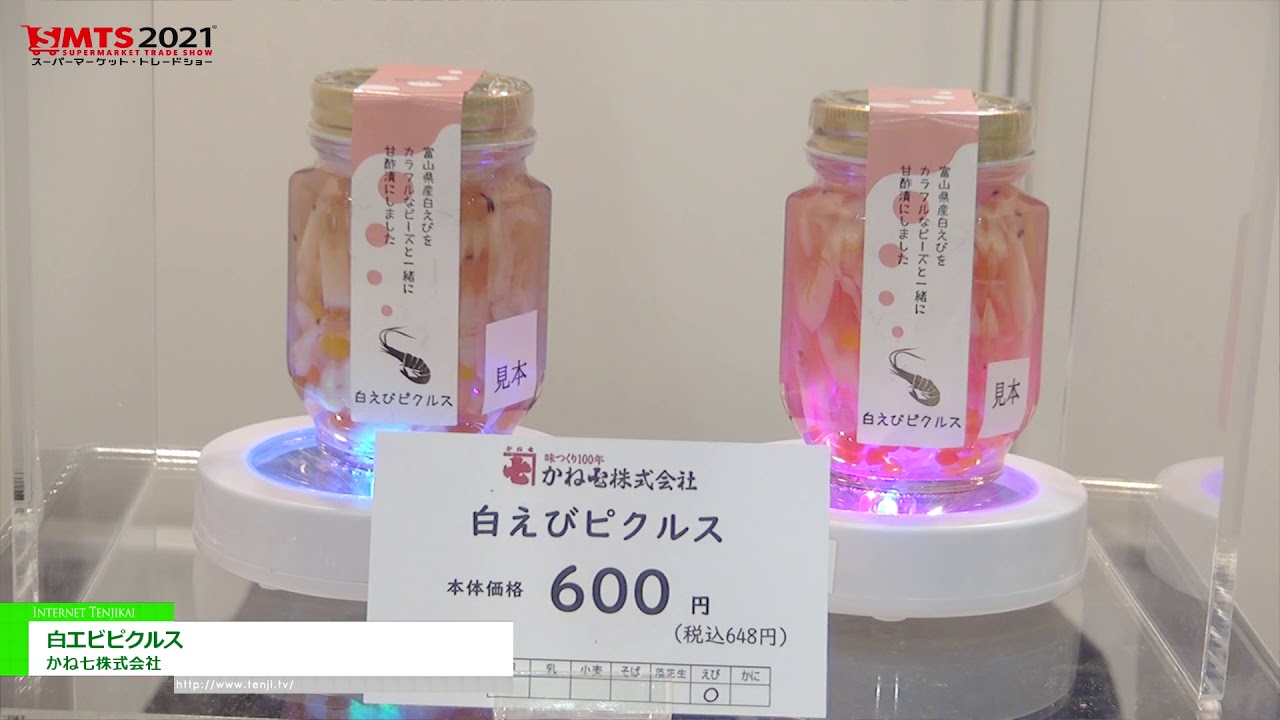 SMTS 2021
SUPERMARKET TRADE SHOW
スーパーマーケット・トレードショー
富山県産白えびを
カラフルなビーズと一緒に
甘酢漬にしました
白えびピクルス
見本
富山県産白えびを
カラフルなビーズと一緒に
甘酢漬にしました
白えびピクルス
見本
かね七
味つくり100年
かね七株式会社
白えびピクルス
本体価格 600 円
(税込648円)
乳 小麦 そば 落花生 えび かに
○
INTERNET TENJIKAI
白エビピクルス
かね七株式会社
http://www.tenji.tv/